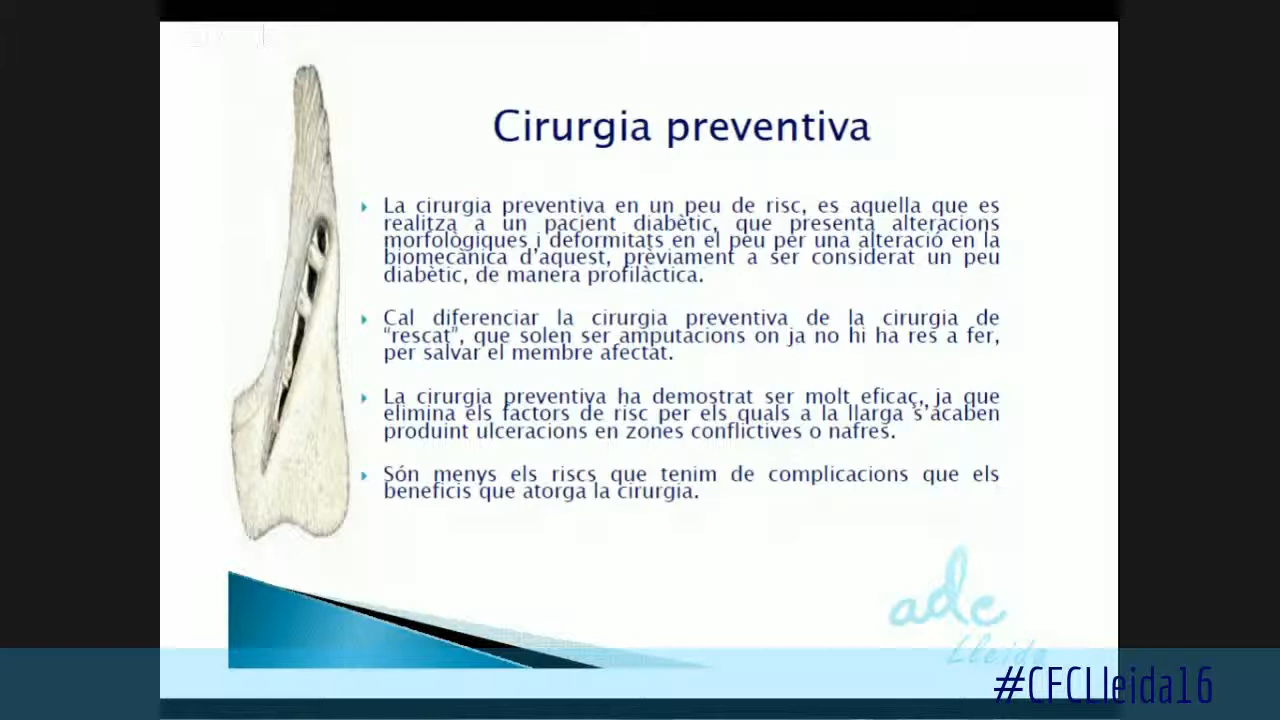 Cirurgia preventiva
La cirurgia preventiva en un peu de risc, es aquella que es
realitza a un pacient diabètic, que presenta alteracions
morfològiques i deformitats en el peu per una alteració en la
biomecànica d'aquest, prèviament a ser considerat un peu
diabètic, de manera profilàctica.
Cal diferenciar la cirurgia preventiva de la cirurgia de
"rescat", que solen ser amputacions on ja no hi ha res a fer,
per salvar el membre afectat.
La cirurgia preventiva ha demostrat ser molt eficaç, ja que
elimina els factors de risc per els quals a la llarga s'acaben
produint ulceracions en zones conflictives o nafres.
Són menys els riscs que tenim de complicacions que els
beneficis que atorga la cirurgia.
adc
Lleida
#CFCLleida16